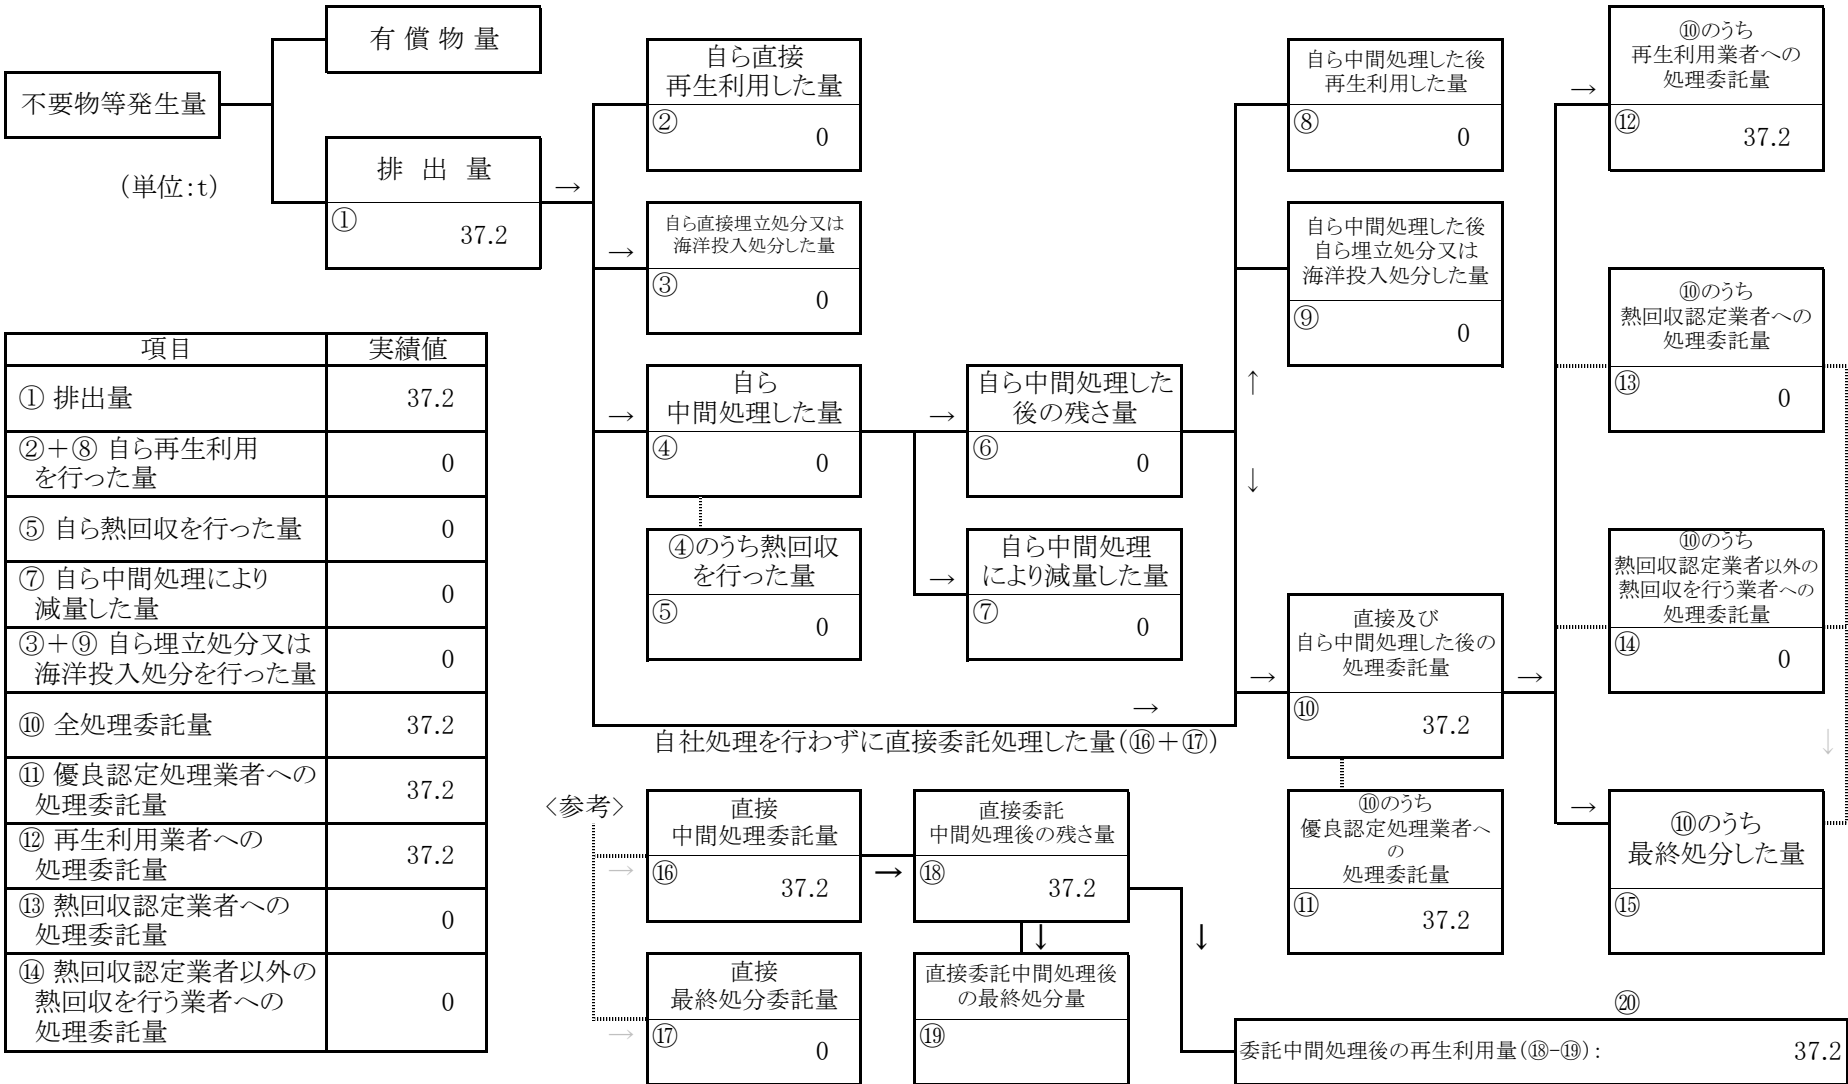 不要物等発生量
(単位:t)
有 償 物 量
排 出 量
①
37.2
→
自ら直接
再生利用した量
②
0
→
自ら直接埋立処分又は
海洋投入処分した量
③
0
→
自ら
中間処理した量
④
0
④のうち熱回収
を行った量
⑤
0
→
自ら中間処理した
後の残さ量
⑥
0
→
自ら中間処理
により減量した量
⑦
0
自ら中間処理した後
再生利用した量
⑧
0
自ら中間処理した後
自ら埋立処分又は
海洋投入処分した量
⑨
0
↑
↓
→
自社処理を行わずに直接委託処理した量(⑯+⑰)
→
直接及び
自ら中間処理した後の
処理委託量
⑩
37.2
⑩のうち
優良認定処理業者へ
の
処理委託量
⑪
37.2
→
→
⑩のうち
再生利用業者への
処理委託量
⑫
37.2
⑩のうち
熱回収認定業者への
処理委託量
⑬
0
⑩のうち
熱回収認定業者以外の
熱回収を行う業者への
処理委託量
⑭
0
↓
→
⑩のうち
最終処分した量
⑮
項目 実績値
① 排出量 37.2
②+⑧ 自ら再生利用
を行った量 0
⑤ 自ら熱回収を行った量 0
⑦ 自ら中間処理により
減量した量 0
③+⑨ 自ら埋立処分又は
海洋投入処分を行った量 0
⑩ 全処理委託量 37.2
⑪ 優良認定処理業者への
処理委託量 37.2
⑫ 再生利用業者への
処理委託量 37.2
⑬ 熱回収認定業者への
処理委託量 0
⑭ 熱回収認定業者以外の
熱回収を行う業者への
処理委託量 0
〈参考〉
→
直接
中間処理委託量
⑯
37.2
→
直接委託
中間処理後の残さ量
⑱
37.2
↓
↓
→
直接
最終処分委託量
⑰
0
直接委託中間処理後
の最終処分量
⑲
⑳
委託中間処理後の再生利用量(⑱-⑲): 37.2